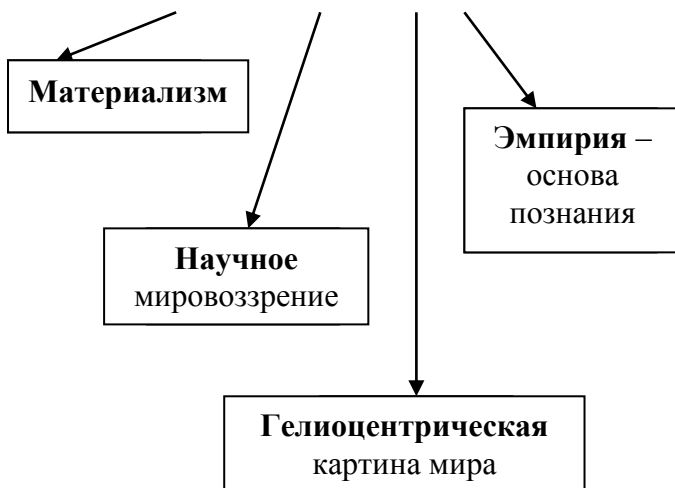 Материализм
Эмпирия –
основа
познания
Научное
мировоззрение
Гелиоцентрическая
картина мира